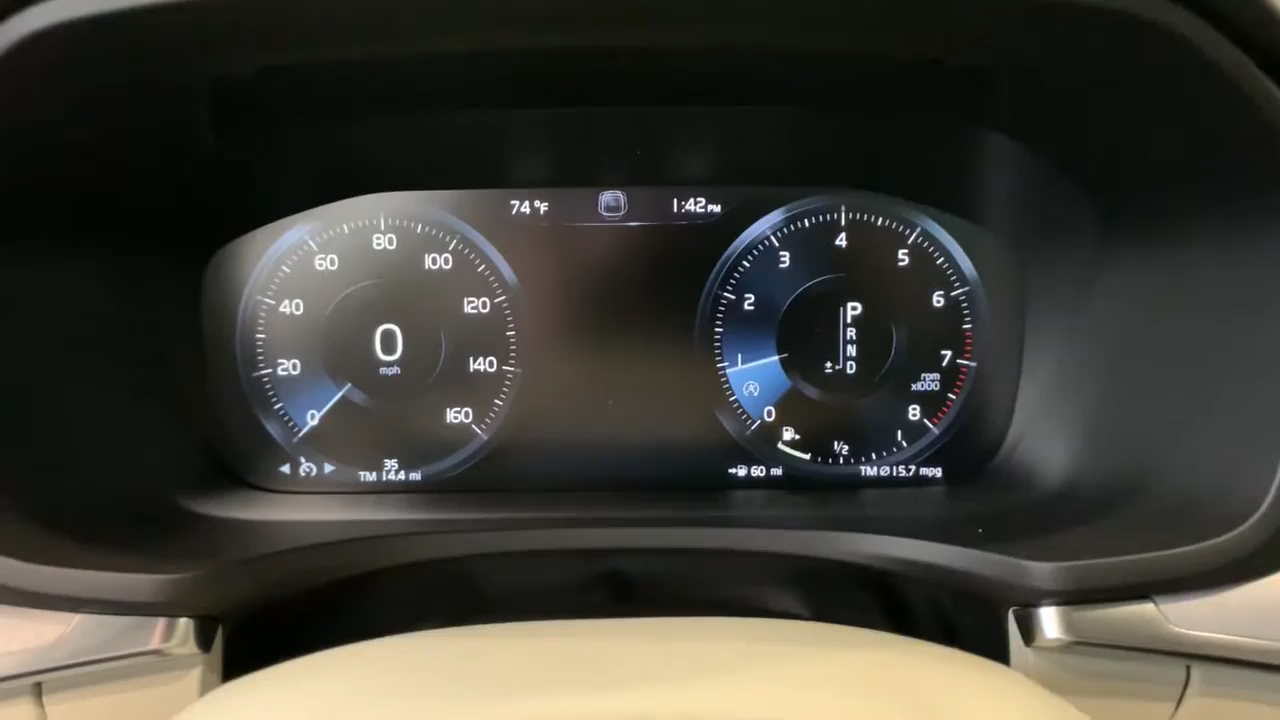 74°F
1:42 PM
0
20
40
60
80
100
120
140
160
0
mph
35
TM 14.4 mi
0
1
2
3
4
5
6
7
8
rpm
x1000
P
R
N
± D
1/2
1
60 mi
TM Ø 15.7 mpg